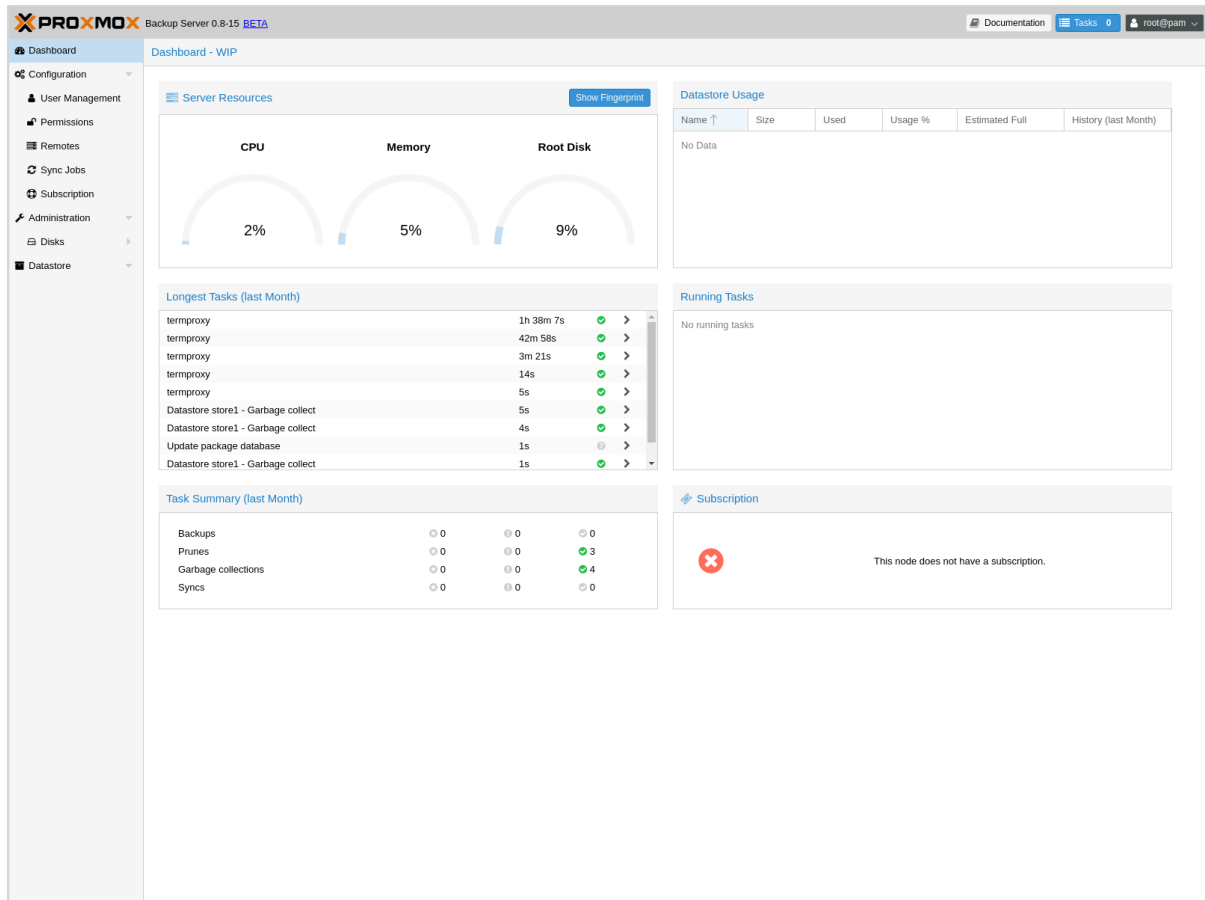 PROXMOX Backup Server 0.8-15 BETA
Documentation Tasks 0 root@pam
Dashboard
Configuration
User Management
Permissions
Remotes
Sync Jobs
Subscription
Administration
Disks
Datastore
Dashboard - WIP
Server Resources Show Fingerprint
CPU Memory Root Disk
2% 5% 9%
Datastore Usage
Name Size Used Usage % Estimated Full History (last Month)
No Data
Longest Tasks (last Month)
termproxy 1h 38m 7s
termproxy 42m 58s
termproxy 3m 21s
termproxy 14s
termproxy 5s
Datastore store1 - Garbage collect 5s
Datastore store1 - Garbage collect 4s
Update package database 1s
Datastore store1 - Garbage collect 1s
Running Tasks
No running tasks
Task Summary (last Month)
Backups 0 0 0
Prunes 0 0 3
Garbage collections 0 0 4
Syncs 0 0 0
Subscription
This node does not have a subscription.